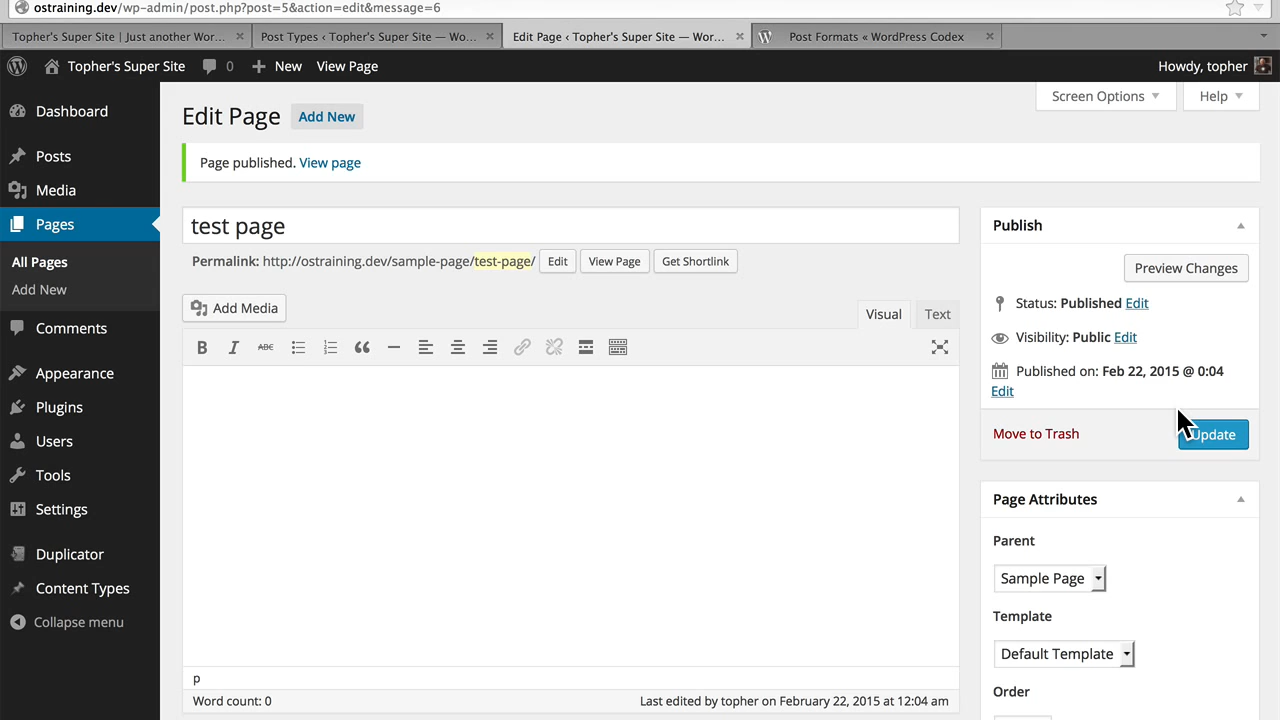 ostraining.dev/wp-admin/post.php?post=5&action=edit&message=6
Topher's Super Site | Just another Wor... × Post Types ‹ Topher's Super Site — Wo... × Edit Page ‹ Topher's Super Site — Wor... × Post Formats « WordPress Codex ×
Topher's Super Site 0 New View Page Howdy, topher
Screen Options Help
Dashboard
Posts
Media
Pages
All Pages
Add New
Comments
Appearance
Plugins
Users
Tools
Settings
Duplicator
Content Types
Collapse menu
Edit Page Add New
Page published. View page
test page
Permalink: http://ostraining.dev/sample-page/test-page/ Edit View Page Get Shortlink
Add Media
Visual Text
B I ABC
p
Word count: 0 Last edited by topher on February 22, 2015 at 12:04 am
Publish
Preview Changes
Status: Published Edit
Visibility: Public Edit
Published on: Feb 22, 2015 @ 0:04
Edit
Move to Trash Update
Page Attributes
Parent
Sample Page
Template
Default Template
Order